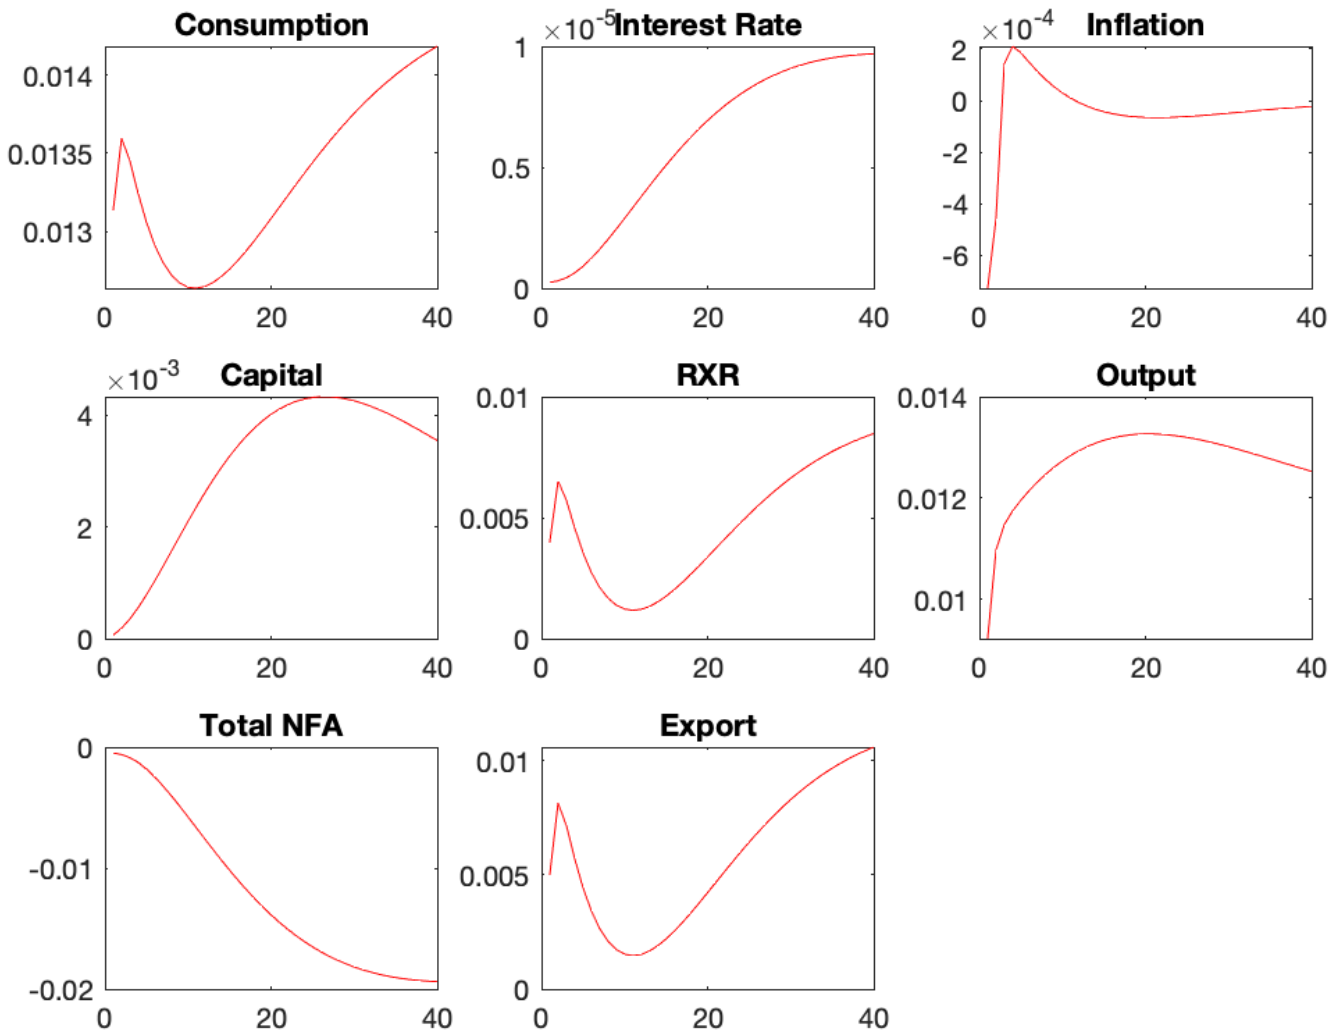 Consumption
0.014
0.0135
0.013
0 20 40
×10-5 Interest Rate
1
0.5
0
0 20 40
×10-4 Inflation
2
0
-2
-4
-6
0 20 40
×10-3 Capital
4
2
0
0 20 40
RXR
0.01
0.005
0
0 20 40
Output
0.014
0.012
0.01
0 20 40
Total NFA
0
-0.01
-0.02
0 20 40
Export
0.01
0.005
0
0 20 40